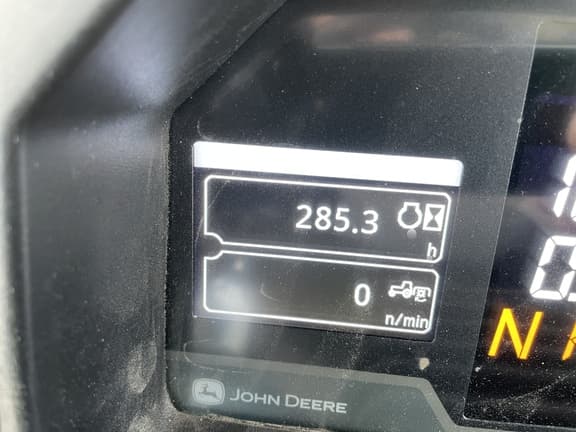 285.3
h
0
n/min
N
JOHN DEERE